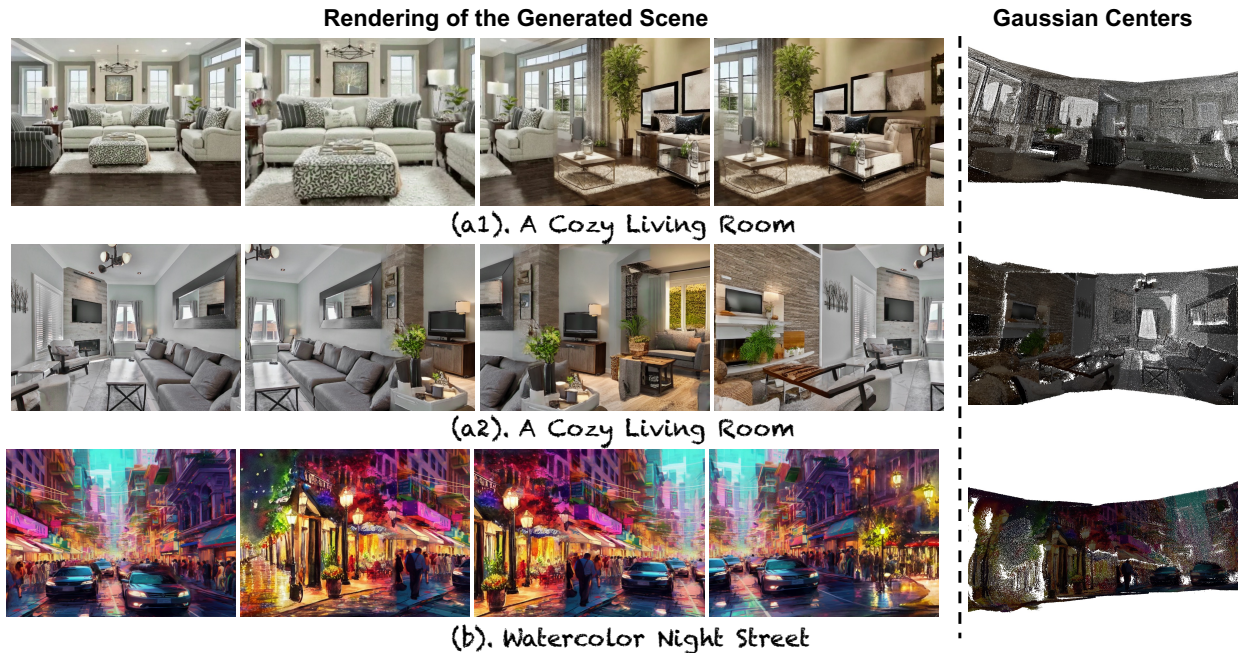 Rendering of the Generated Scene
Gaussian Centers
(a1). A Cozy Living Room
(a2). A Cozy Living Room
(b). Watercolor Night Street